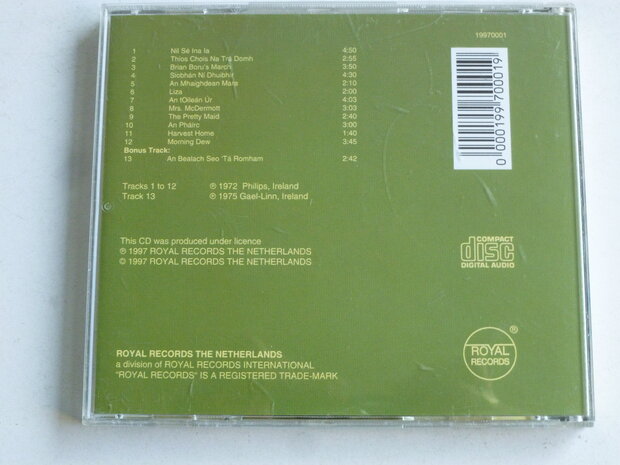 19970001
1 Níl Sé Ina lá 4:50
2 Thíos Chois Na Trá Domh 2:55
3 Brian Boru's March 3:50
4 Siobhán Ní Dhuibhir 4:30
5 An Mhaighdean Mara 2:10
6 Liza 2:00
7 An tOileán Úr 4:03
8 Mrs. McDermott 3:03
9 The Pretty Maid 2:40
10 An Pháirc 3:00
11 Harvest Home 1:40
12 Morning Dew 3:45
Bonus Track:
13 An Bealach Seo 'Tá Romham 2:42
Tracks 1 to 12 ℗ 1972 Philips, Ireland
Track 13 ℗ 1975 Gael-Linn, Ireland
0 000199 700019
This CD was produced under licence
℗ 1997 ROYAL RECORDS THE NETHERLANDS
© 1997 ROYAL RECORDS THE NETHERLANDS
COMPACT
disc
DIGITAL AUDIO
ROYAL RECORDS THE NETHERLANDS
a division of ROYAL RECORDS INTERNATIONAL
"ROYAL RECORDS" IS A REGISTERED TRADE-MARK
ROYAL ®
RECORDS